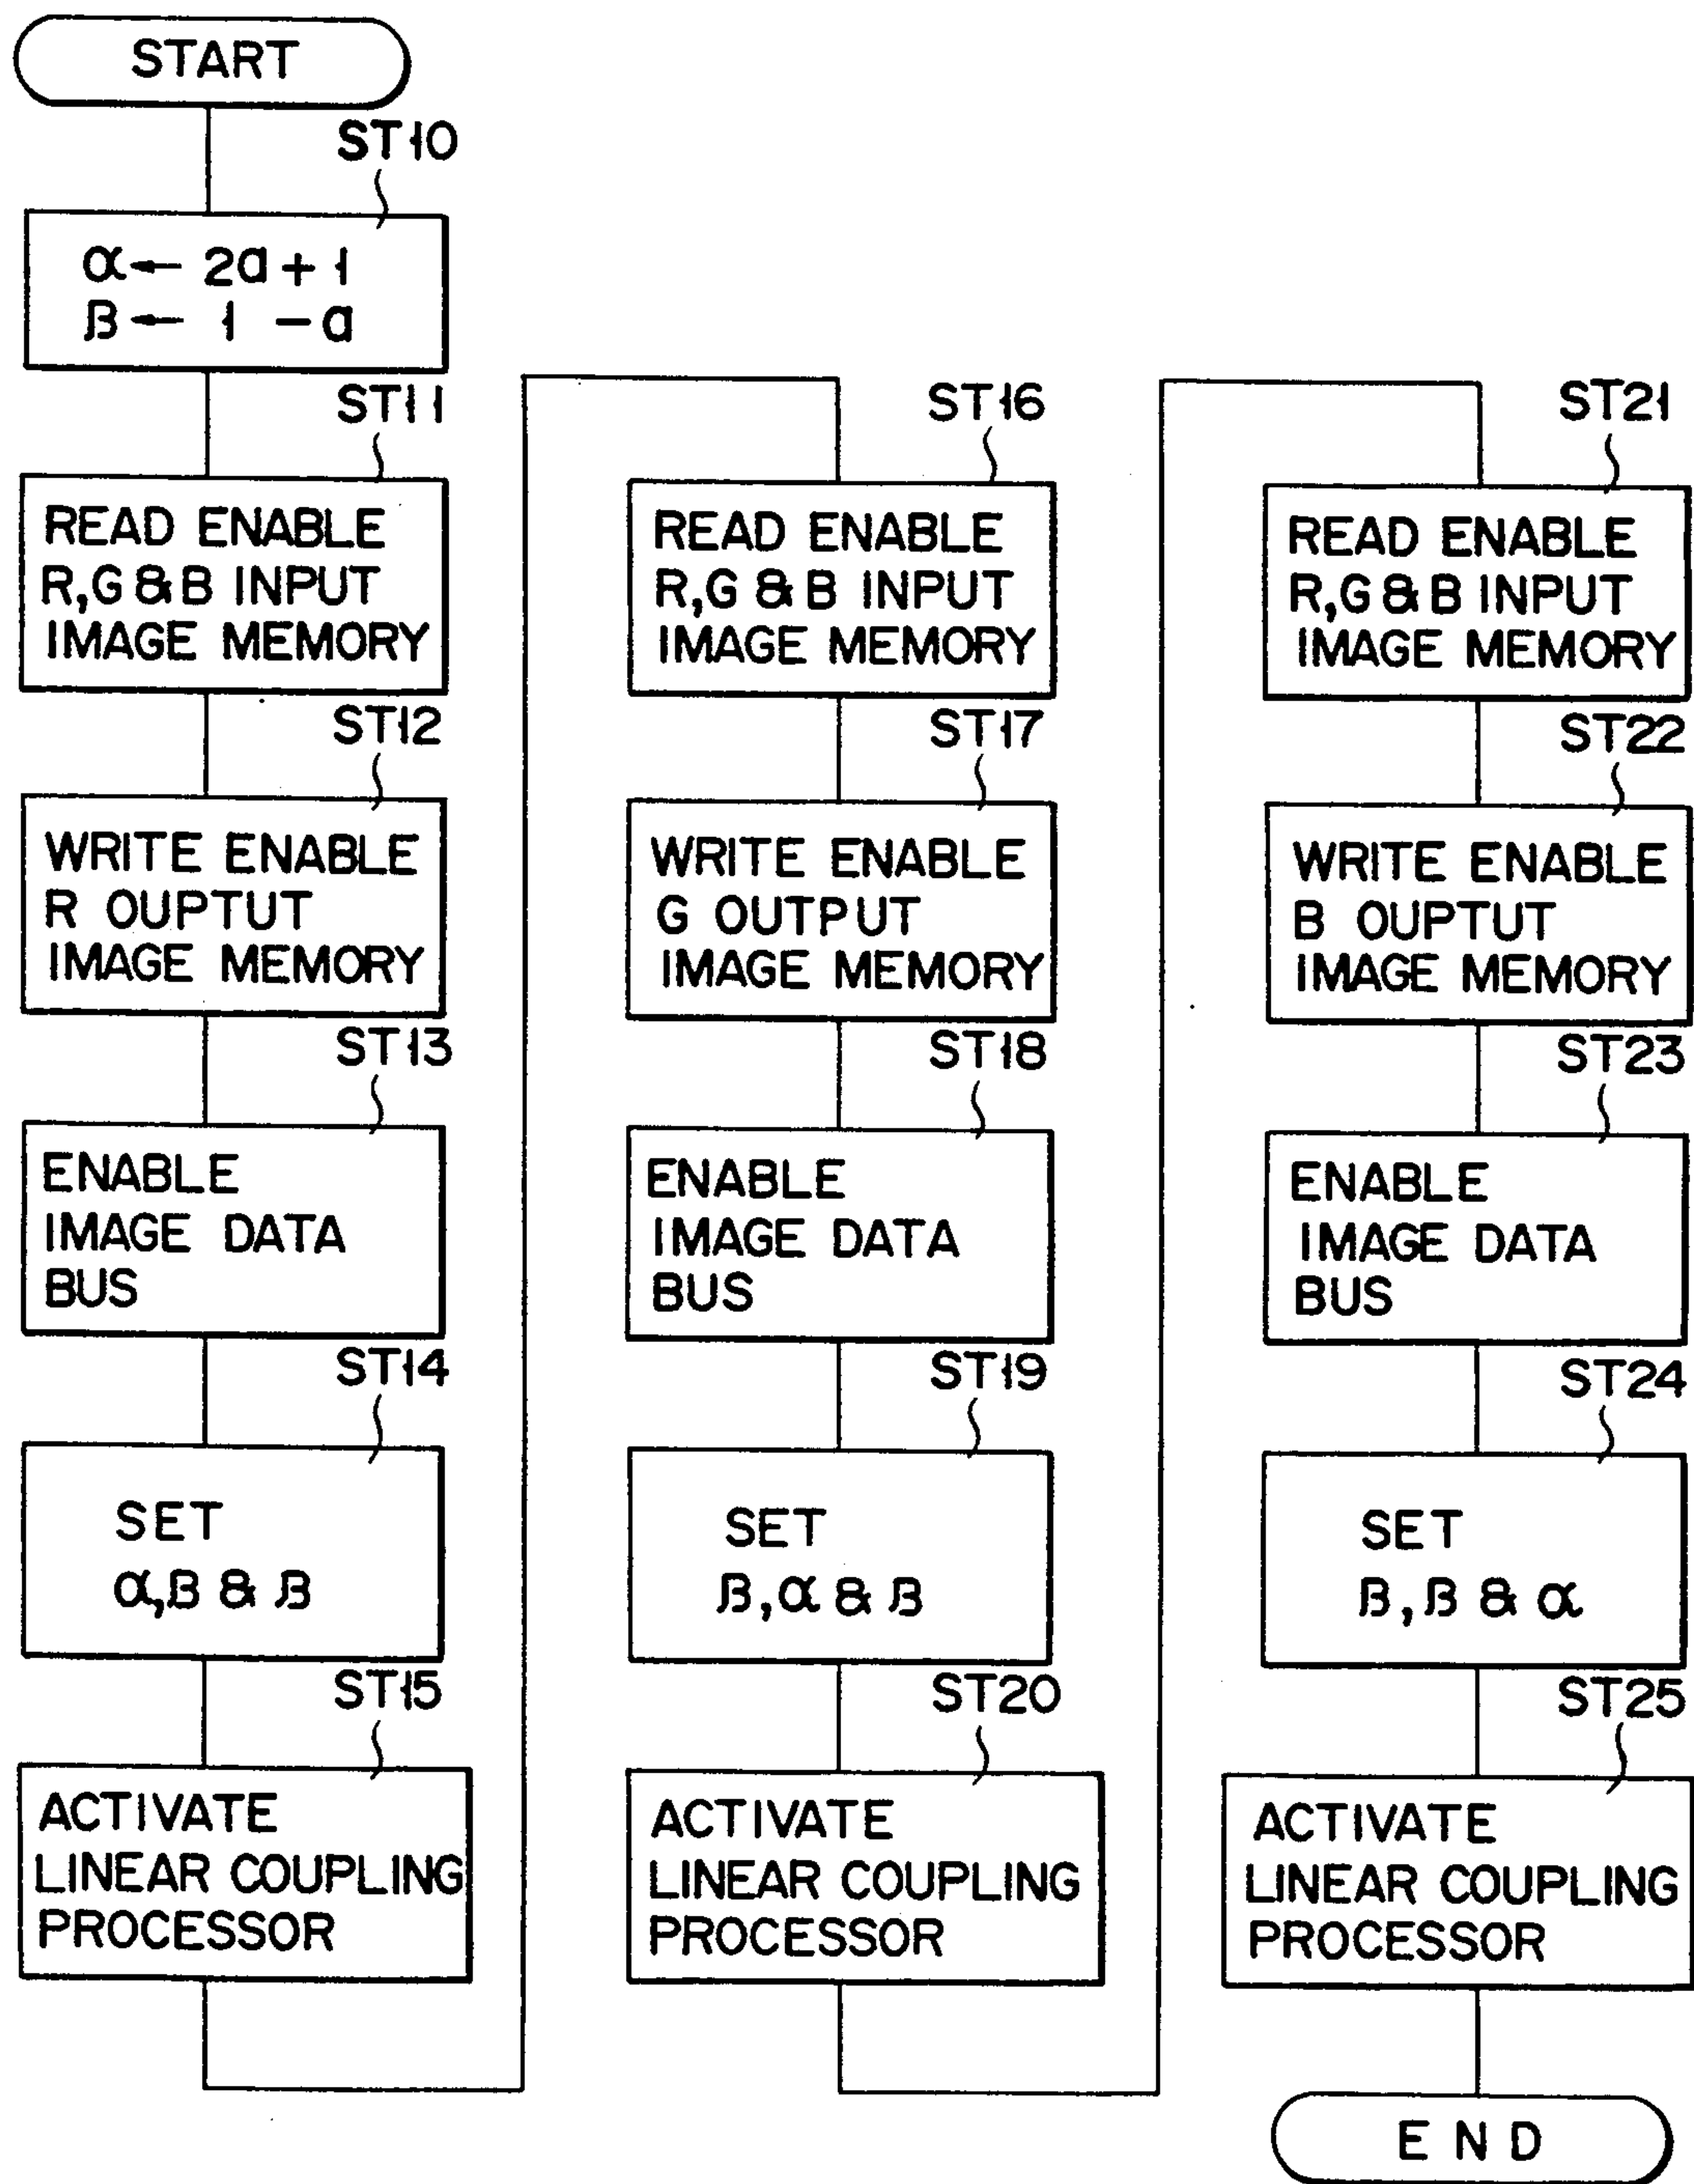 START
ST10
α ← 2a + 1
β ← 1 - a
ST11
READ ENABLE
R,G & B INPUT
IMAGE MEMORY
ST12
WRITE ENABLE
R OUPTUT
IMAGE MEMORY
ST13
ENABLE
IMAGE DATA
BUS
ST14
SET
α,β & β
ST15
ACTIVATE
LINEAR COUPLING
PROCESSOR
ST16
READ ENABLE
R,G & B INPUT
IMAGE MEMORY
ST17
WRITE ENABLE
G OUTPUT
IMAGE MEMORY
ST18
ENABLE
IMAGE DATA
BUS
ST19
SET
β,α & β
ST20
ACTIVATE
LINEAR COUPLING
PROCESSOR
ST21
READ ENABLE
R,G & B INPUT
IMAGE MEMORY
ST22
WRITE ENABLE
B OUPTUT
IMAGE MEMORY
ST23
ENABLE
IMAGE DATA
BUS
ST24
SET
β,β & α
ST25
ACTIVATE
LINEAR COUPLING
PROCESSOR
END